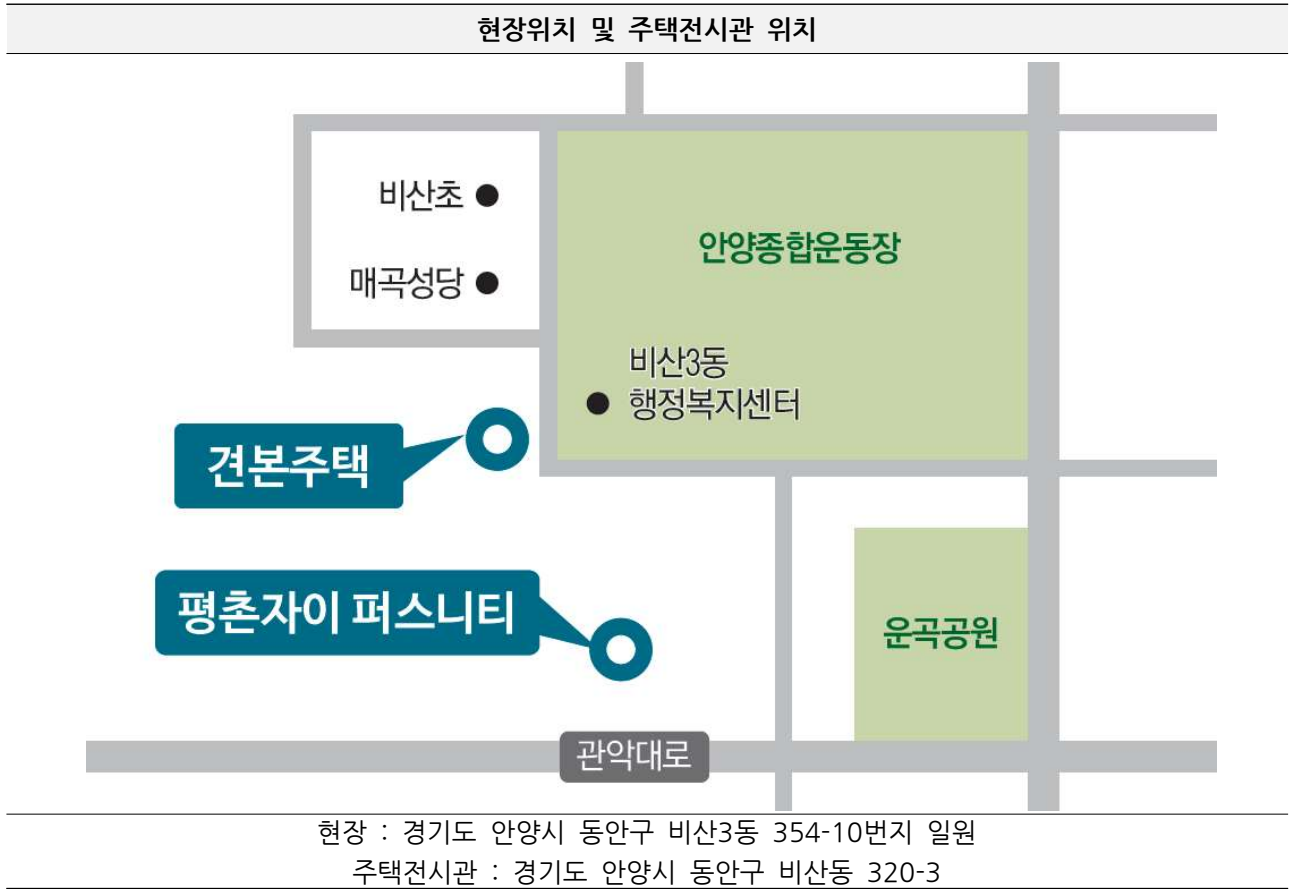 현장위치 및 주택전시관 위치
비산초
매곡성당
안양종합운동장
비산3동
행정복지센터
견본주택
평촌자이 퍼스니티
운곡공원
관악대로
현장 : 경기도 안양시 동안구 비산3동 354-10번지 일원
주택전시관 : 경기도 안양시 동안구 비산동 320-3